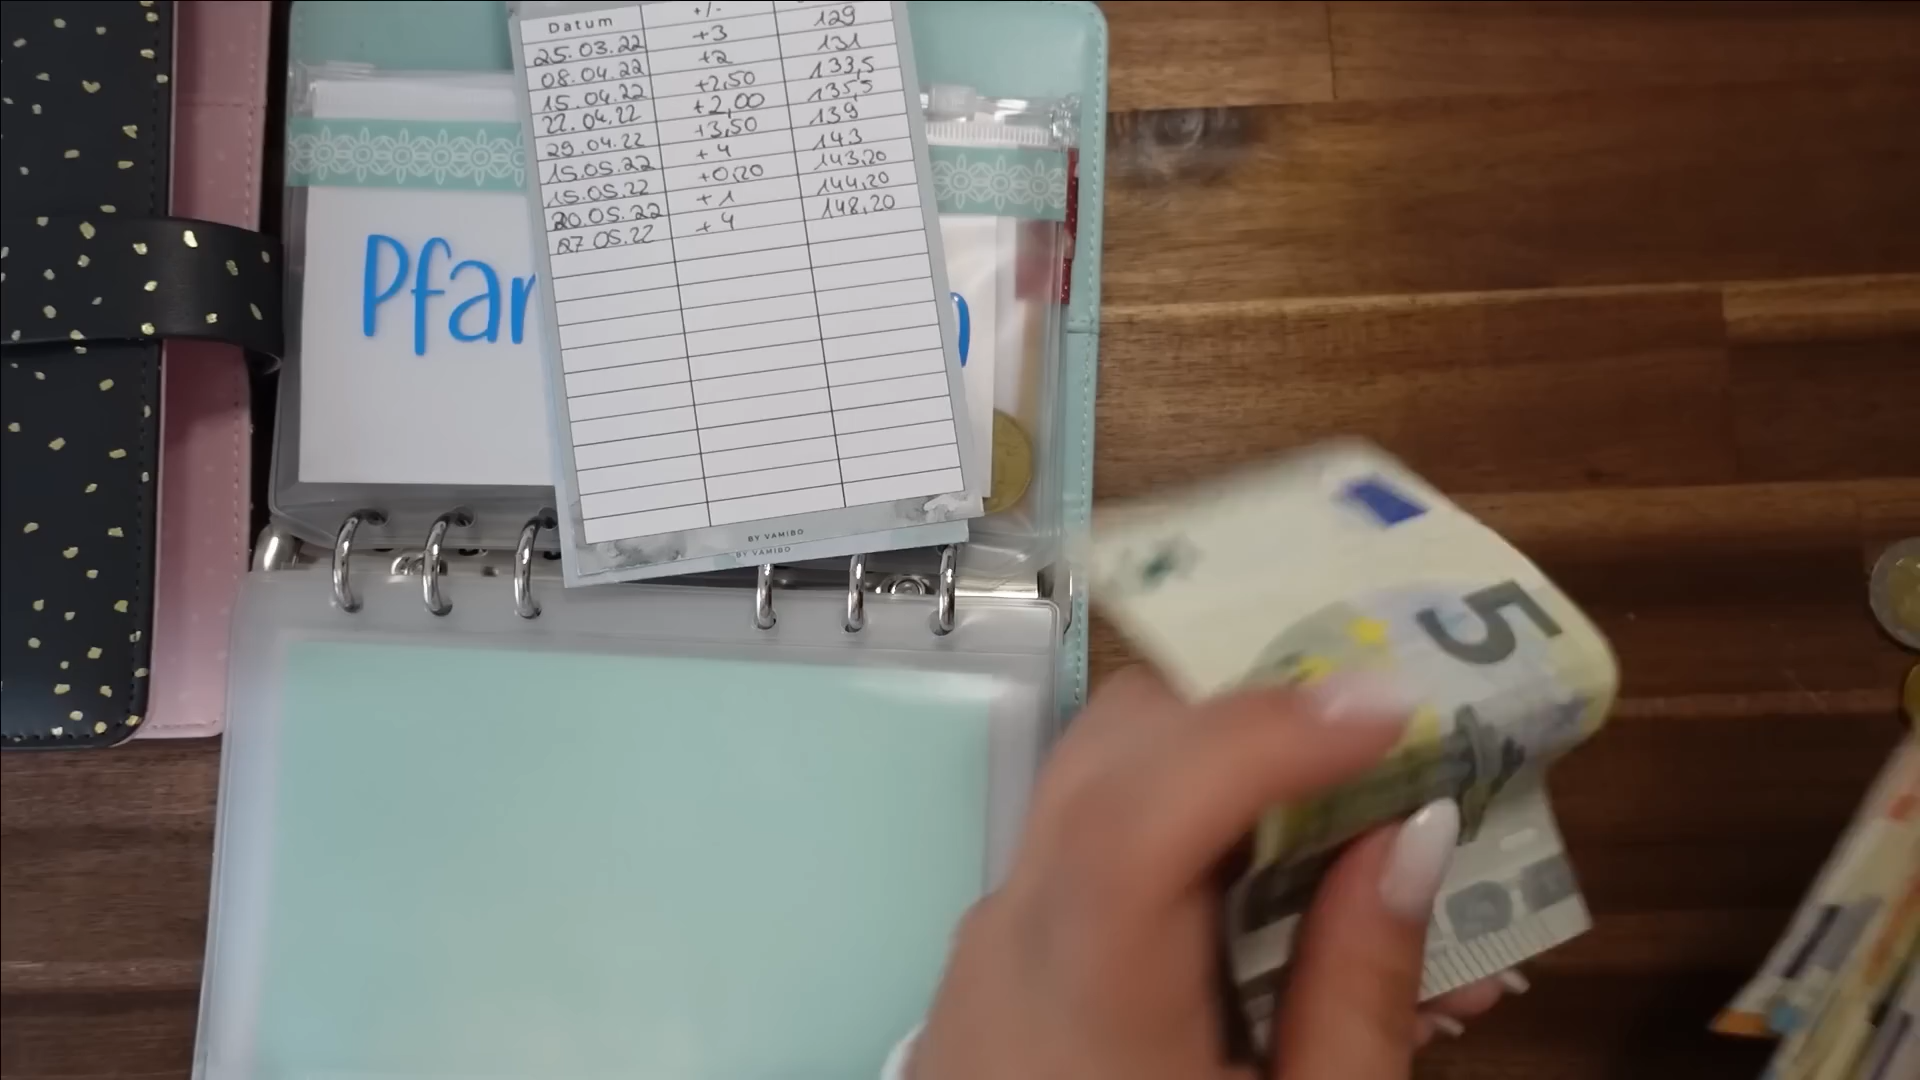 Datum +/-
25.03.22 +3 129
08.04.22 +2 131
15.04.22 +2,50 133,5
22.04.22 +2,00 135,5
29.04.22 +3,50 139
15.05.22 +4 143
15.05.22 +0,20 143,20
20.05.22 +1 144,20
27.05.22 +4 148,20
BY VAMIBO
BY VAMIBO
Pfan
5